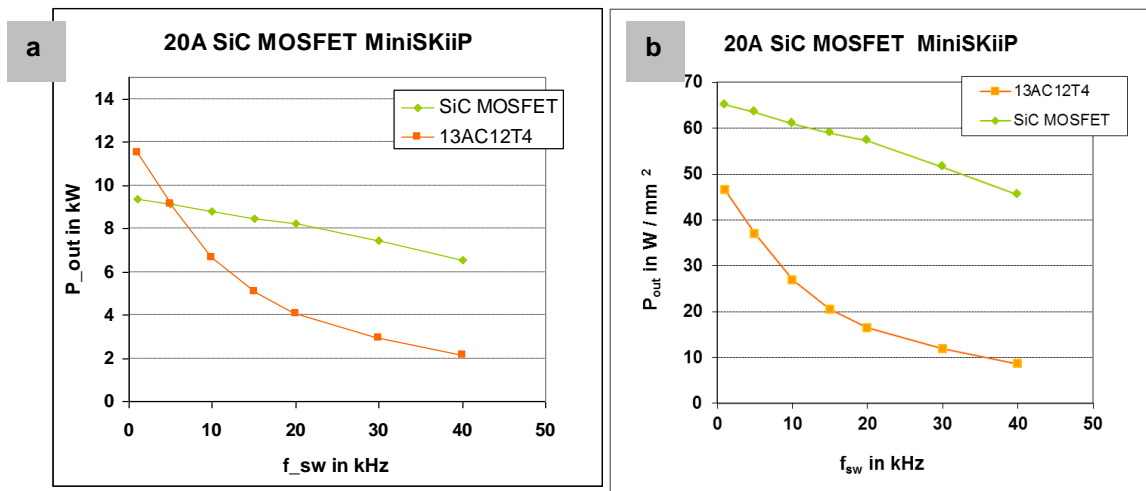 a
20A SiC MOSFET MiniSKiiP
P_out in kW
14
12
10
8
6
4
2
0
SiC MOSFET
13AC12T4
0 10 20 30 40 50
f_sw in kHz
b
20A SiC MOSFET MiniSKiiP
P_out in W / mm ²
70
60
50
40
30
20
10
0
13AC12T4
SiC MOSFET
0 10 20 30 40 50
f_sw in kHz